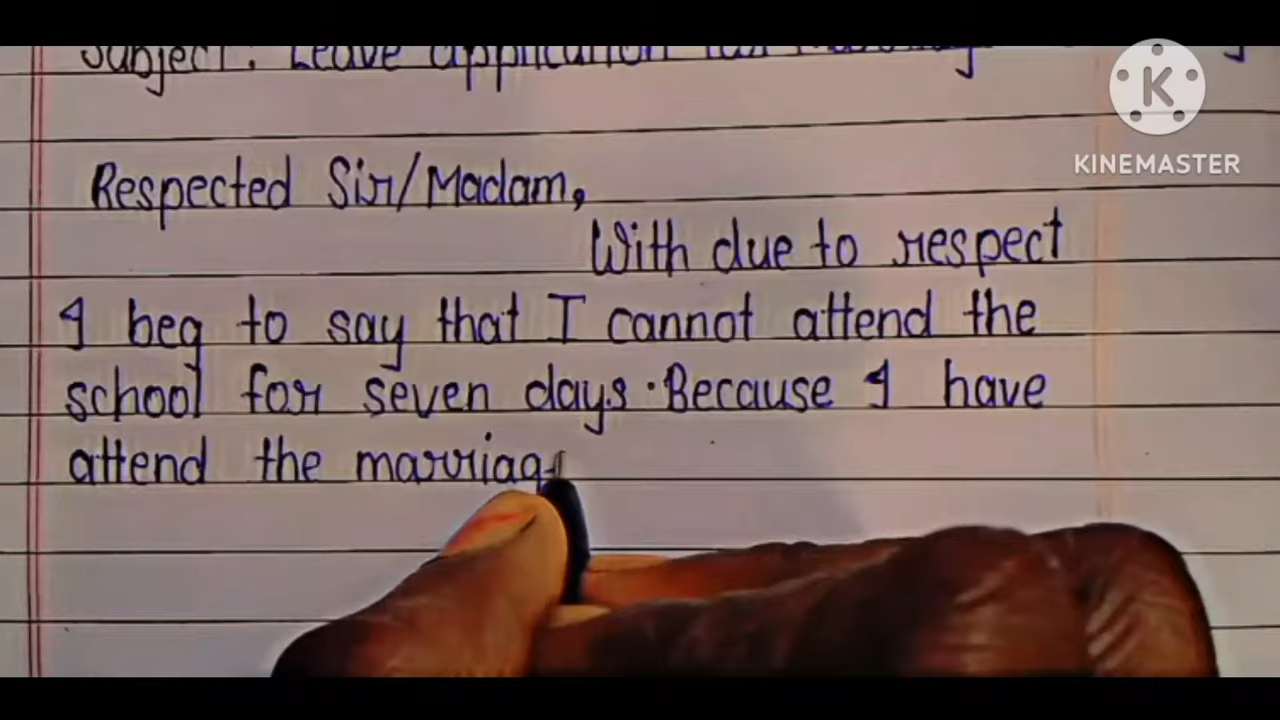 Subject : Leave application for
Respected Sir/Madam,
With due to respect
I beg to say that I cannot attend the
school for seven days. Because I have
attend the marriag
K
KINEMASTER